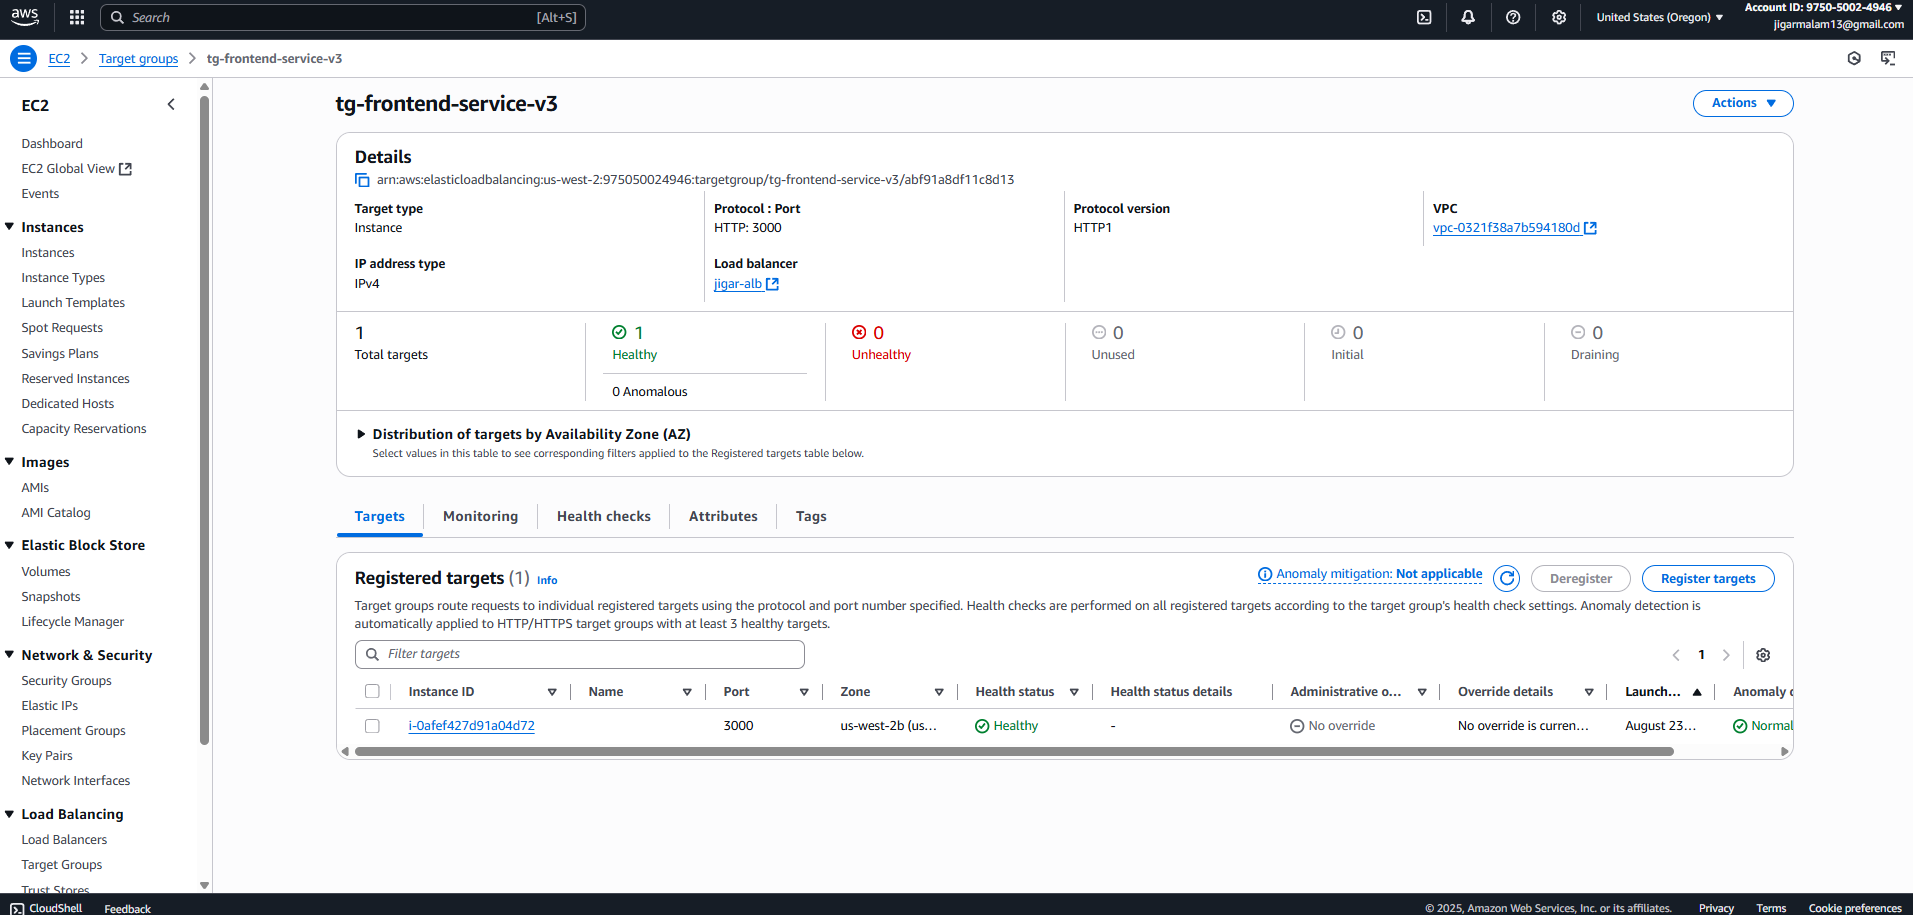 aws
Search [Alt+S]
United States (Oregon)
Account ID: 9750-5002-4946
jigarmalam13@gmail.com
EC2 Target groups tg-frontend-service-v3
EC2
Dashboard
EC2 Global View
Events
Instances
Instances
Instance Types
Launch Templates
Spot Requests
Savings Plans
Reserved Instances
Dedicated Hosts
Capacity Reservations
Images
AMIs
AMI Catalog
Elastic Block Store
Volumes
Snapshots
Lifecycle Manager
Network & Security
Security Groups
Elastic IPs
Placement Groups
Key Pairs
Network Interfaces
Load Balancing
Load Balancers
Target Groups
Trust Stores
tg-frontend-service-v3
Actions
Details
arn:aws:elasticloadbalancing:us-west-2:975050024946:targetgroup/tg-frontend-service-v3/abf91a8df11c8d13
Target type
Instance
Protocol : Port
HTTP: 3000
Protocol version
HTTP1
VPC
vpc-0321f38a7b594180d
IP address type
IPv4
Load balancer
jigar-alb
1
Total targets
1
Healthy
0 Anomalous
0
Unhealthy
0
Unused
0
Initial
0
Draining
Distribution of targets by Availability Zone (AZ)
Select values in this table to see corresponding filters applied to the Registered targets table below.
Targets Monitoring Health checks Attributes Tags
Registered targets (1) Info
Anomaly mitigation: Not applicable
Deregister
Register targets
Target groups route requests to individual registered targets using the protocol and port number specified. Health checks are performed on all registered targets according to the target group's health check settings. Anomaly detection is
automatically applied to HTTP/HTTPS target groups with at least 3 healthy targets.
Filter targets
1
Instance ID Name Port Zone Health status Health status details Administrative o... Override details Launch... Anomaly
i-0afef427d91a04d72 3000 us-west-2b (us... Healthy - No override No override is curren... August 23... Normal
CloudShell Feedback
© 2025, Amazon Web Services, Inc. or its affiliates. Privacy Terms Cookie preferences